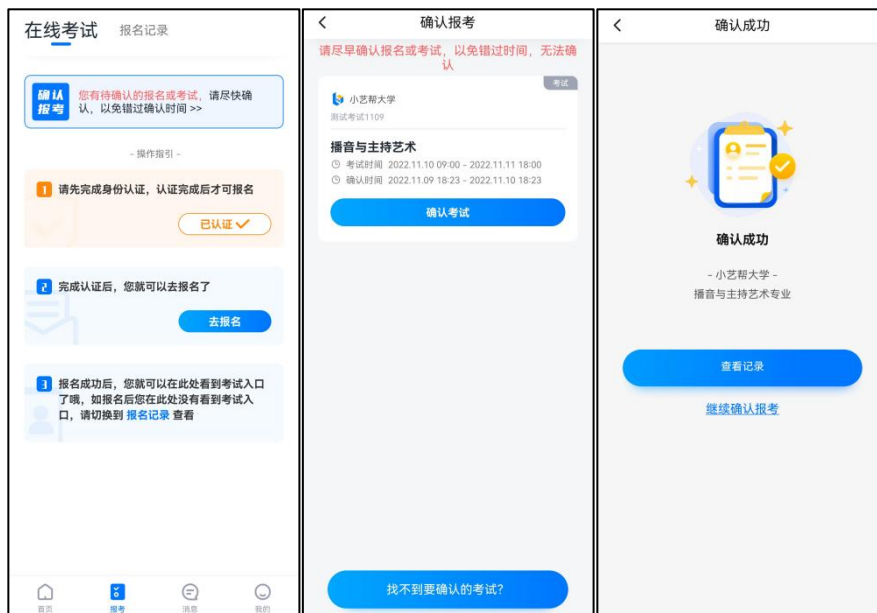 在线考试
报名记录
确认
报考
您有待确认的报名或考试，请尽快确
认，以免错过确认时间 >>
- 操作指引 -
1 请先完成身份认证，认证完成后才可报名
已认证
2 完成认证后，您就可以去报名了
去报名
3 报名成功后，您就可以在此处看到考试入口
了哦，如报名后您在此处没有看到考试入
口，请切换到 报名记录 查看
首页
报考
消息
我的
确认报考
请尽早确认报名或考试，以免错过时间，无法确
认
考试
小艺帮大学
测试考试1109
播音与主持艺术
考试时间 2022.11.10 09:00 - 2022.11.11 18:00
确认时间 2022.11.09 18:23 - 2022.11.10 18:23
确认考试
找不到要确认的考试？
确认成功
确认成功
- 小艺帮大学 -
播音与主持艺术专业
查看记录
继续确认报考